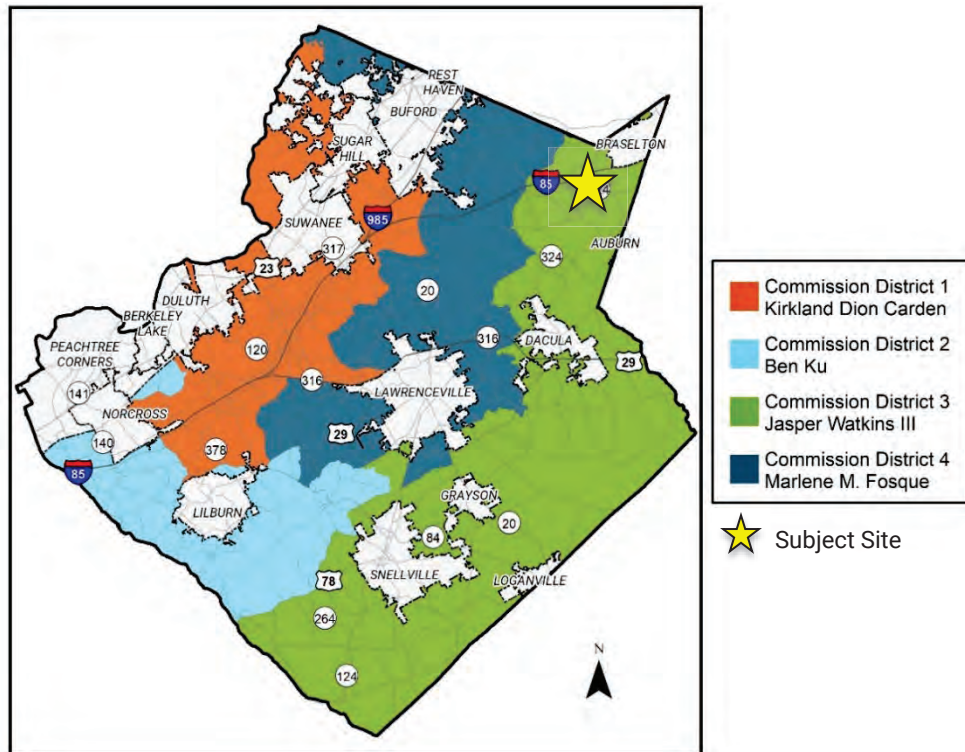 REST
HAVEN
BUFORD
BRASELTON
SUGAR
HILL
85
4
SUWANEE
985
AUBURN
317
324
23
20
DULUTH
BERKELEY
LAKE
316
DACULA
PEACHTREE
CORNERS
120
29
316
LAWRENCEVILLE
141
NORCROSS
29
140
378
85
GRAYSON
LILBURN
20
84
SNELLVILLE
LOGANVILLE
78
264
124
N
Commission District 1
Kirkland Dion Carden
Commission District 2
Ben Ku
Commission District 3
Jasper Watkins III
Commission District 4
Marlene M. Fosque
Subject Site